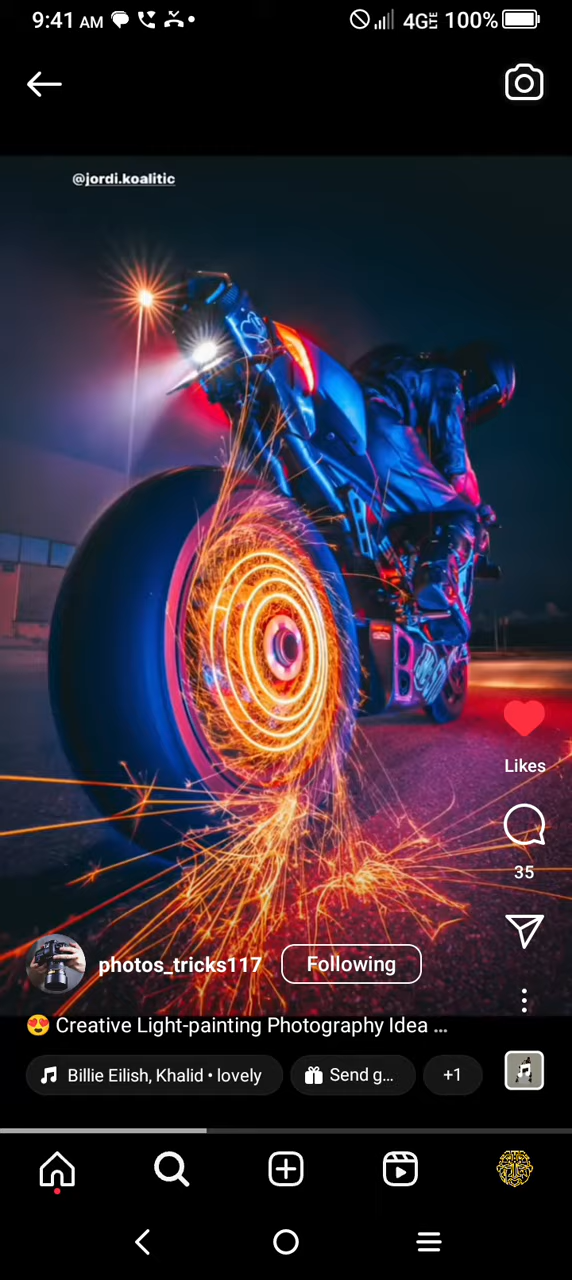 9:41 AM 4G LTE 100%
@jordi.koalitic
Likes
35
photos_tricks117 Following
😍 Creative Light-painting Photography Idea ...
Billie Eilish, Khalid • lovely Send g... +1